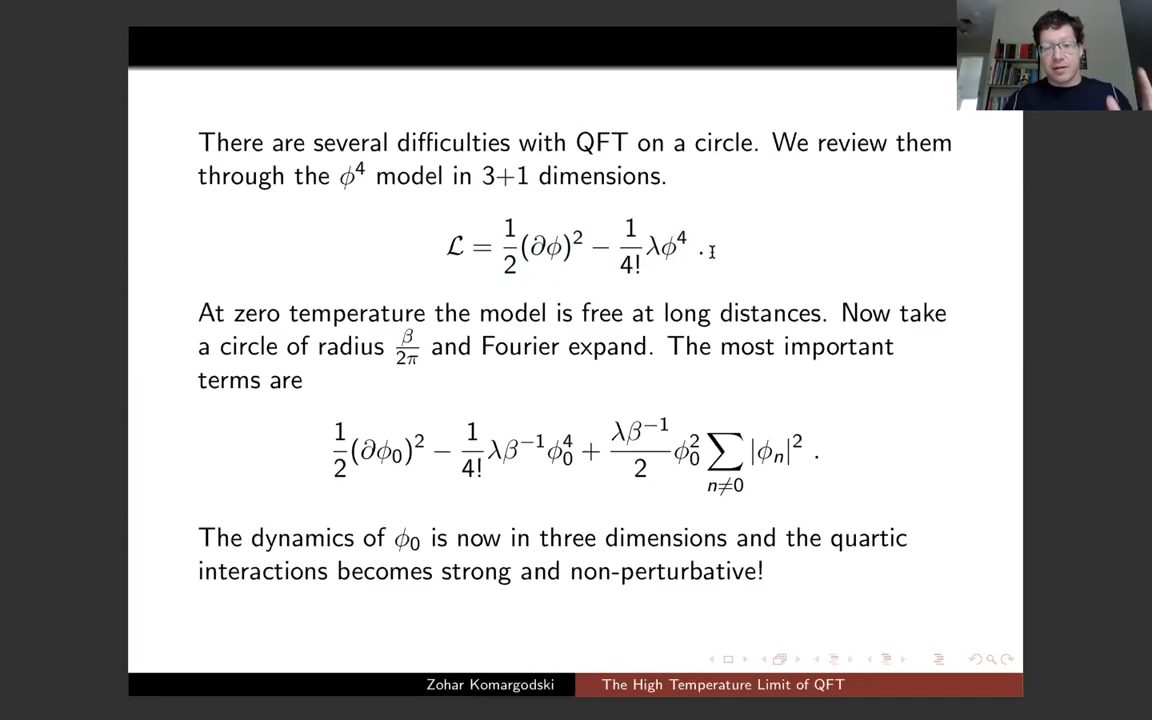 There are several difficulties with QFT on a circle. We review them
through the ϕ⁴ model in 3+1 dimensions.
ℒ = 1/2 (∂ϕ)² − 1/4! λϕ⁴ .
At zero temperature the model is free at long distances. Now take
a circle of radius β/2π and Fourier expand. The most important
terms are
1/2 (∂ϕ₀)² − 1/4! λβ⁻¹ϕ₀⁴ + λβ⁻¹/2 ϕ₀² ∑_{n≠0} |ϕₙ|² .
The dynamics of ϕ₀ is now in three dimensions and the quartic
interactions becomes strong and non-perturbative!
Zohar Komargodski
The High Temperature Limit of QFT